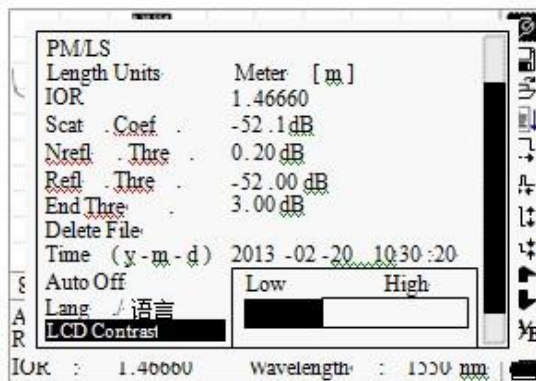 PM/LS
Length Units Meter [m]
IOR 1.46660
Scat . Coef . -52.1dB
Nrefl . Thre . 0.20 dB
Refl . Thre . -52.00 dB
End Thre . 3.00 dB
Delete File
Time (y-m-d) 2013-02-20 10:30:20
Auto Off
Low High
Lang / 语言
LCD Contrast
IOR : 1.46660 Wavelength : 1550 nm